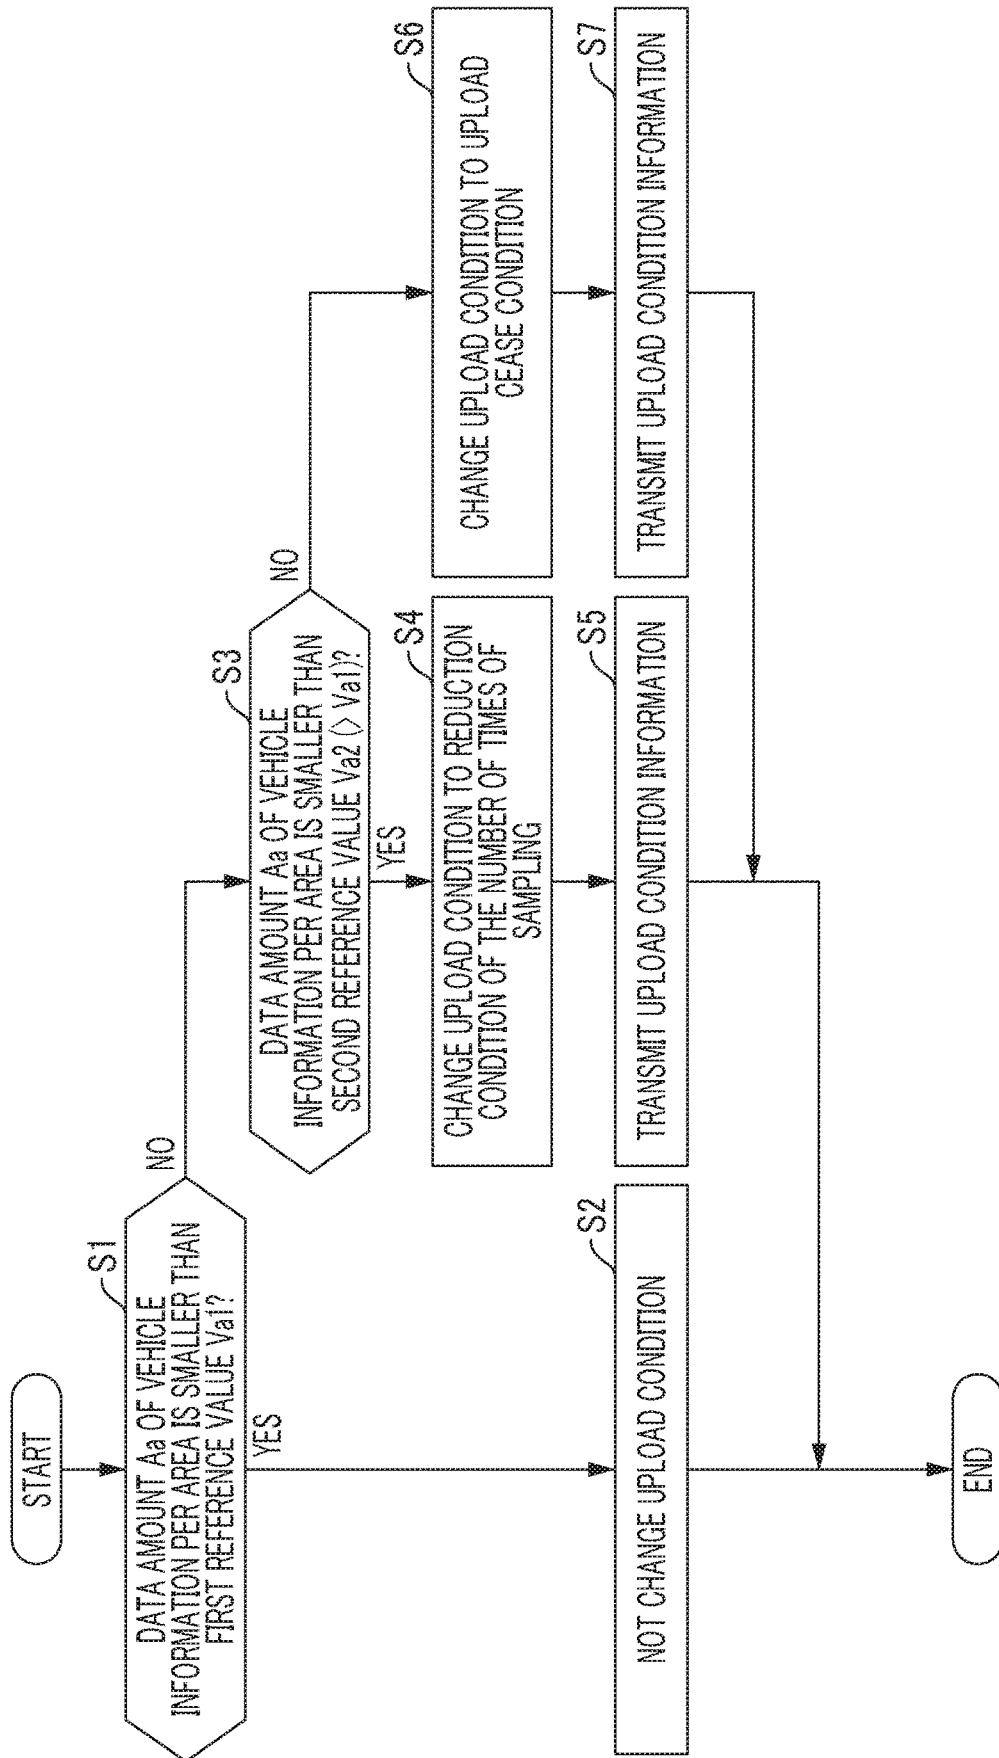 START
S1
DATA AMOUNT Aa OF VEHICLE
INFORMATION PER AREA IS SMALLER THAN
FIRST REFERENCE VALUE Va1?
NO
YES
S3
DATA AMOUNT Aa OF VEHICLE
INFORMATION PER AREA IS SMALLER THAN
SECOND REFERENCE VALUE Va2 (> Va1)?
NO
YES
S4
CHANGE UPLOAD CONDITION TO REDUCTION
CONDITION OF THE NUMBER OF TIMES OF
SAMPLING
S6
CHANGE UPLOAD CONDITION TO UPLOAD
CEASE CONDITION
S2
NOT CHANGE UPLOAD CONDITION
S5
TRANSMIT UPLOAD CONDITION INFORMATION
S7
TRANSMIT UPLOAD CONDITION INFORMATION
END